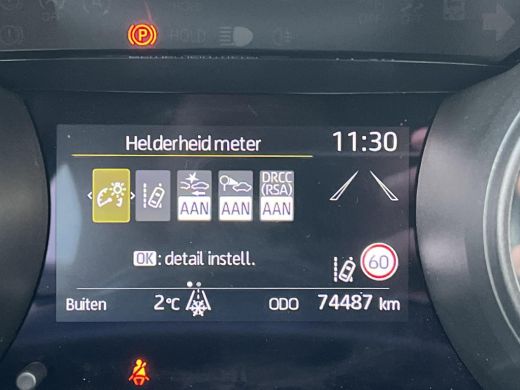 (P)
Helderheid meter
11:30
DRCC
(RSA)
AAN AAN AAN
OK : detail instell.
60
Buiten 2°C ODO 74487 km